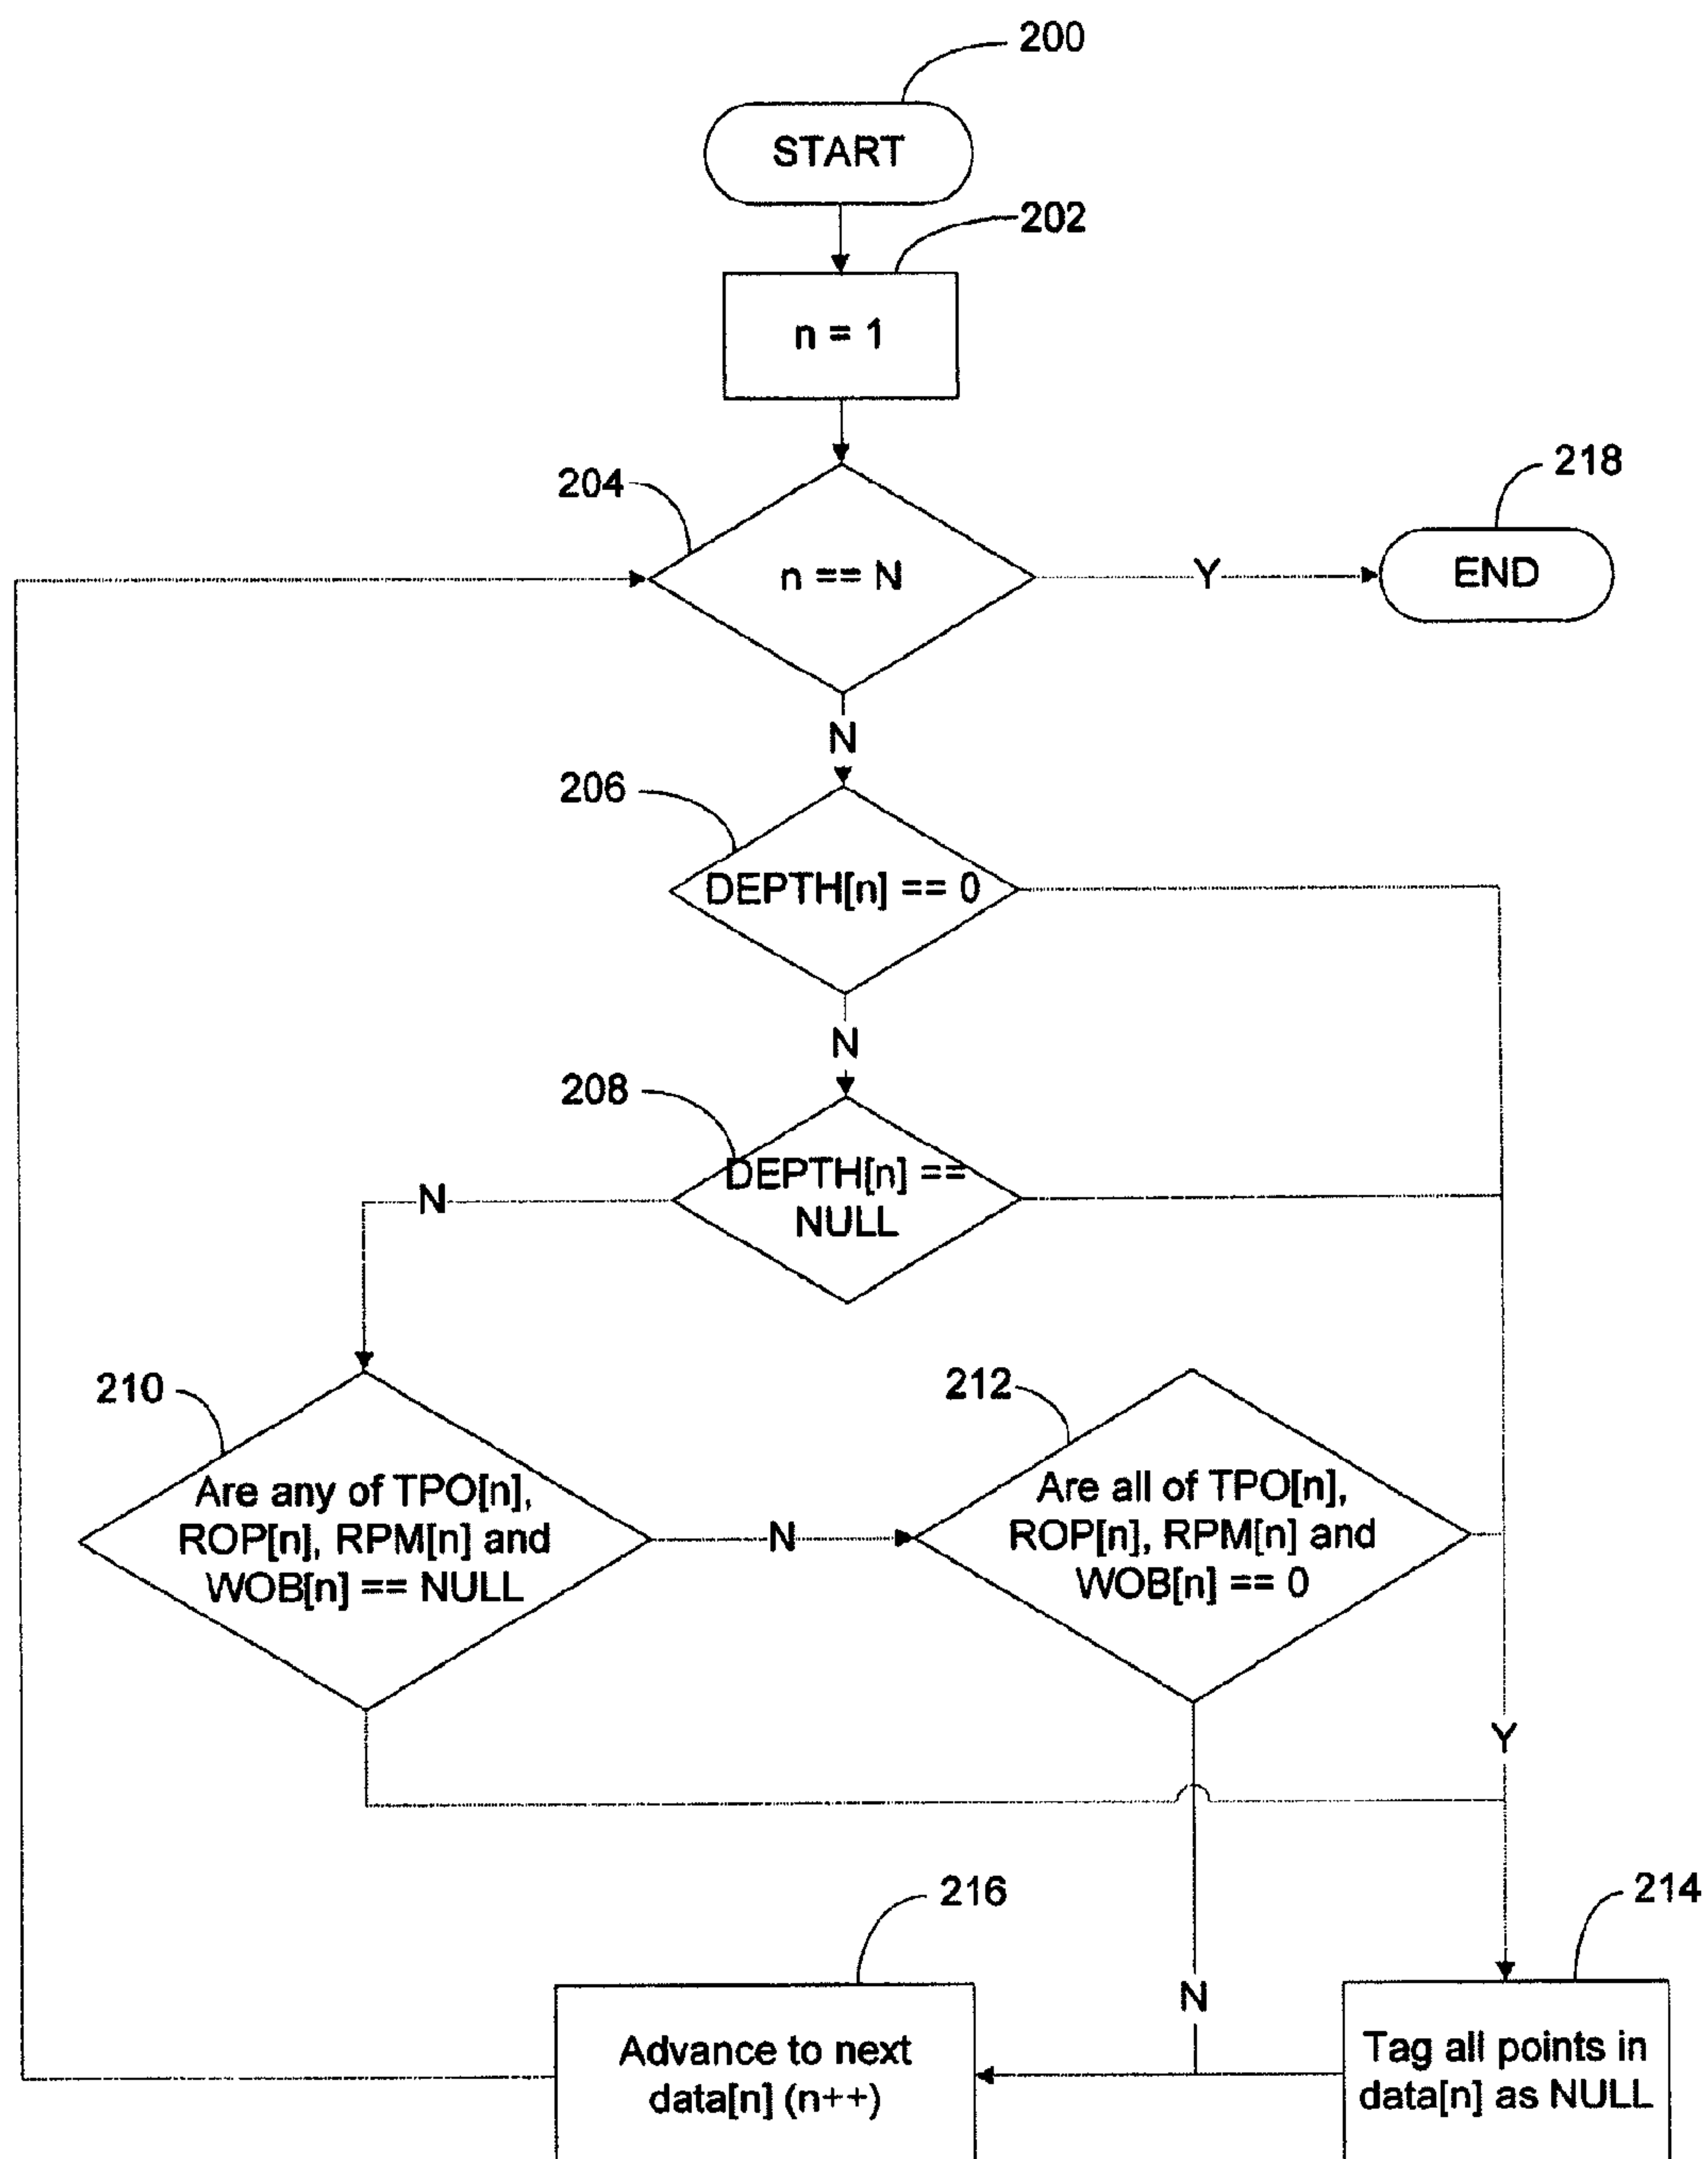 200
START
202
n = 1
204
n == N
Y
218
END
N
206
DEPTH[n] == 0
N
208
DEPTH[n] ==
NULL
N
210
Are any of TPO[n],
ROP[n], RPM[n] and
WOB[n] == NULL
N
212
Are all of TPO[n],
ROP[n], RPM[n] and
WOB[n] == 0
Y
216
Advance to next
data[n] (n++)
N
214
Tag all points in
data[n] as NULL